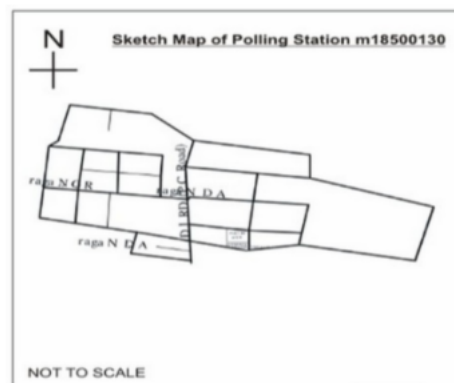 N
Sketch Map of Polling Station m18500130
raga N G R
raga N D A
raga N D A
NOT TO SCALE